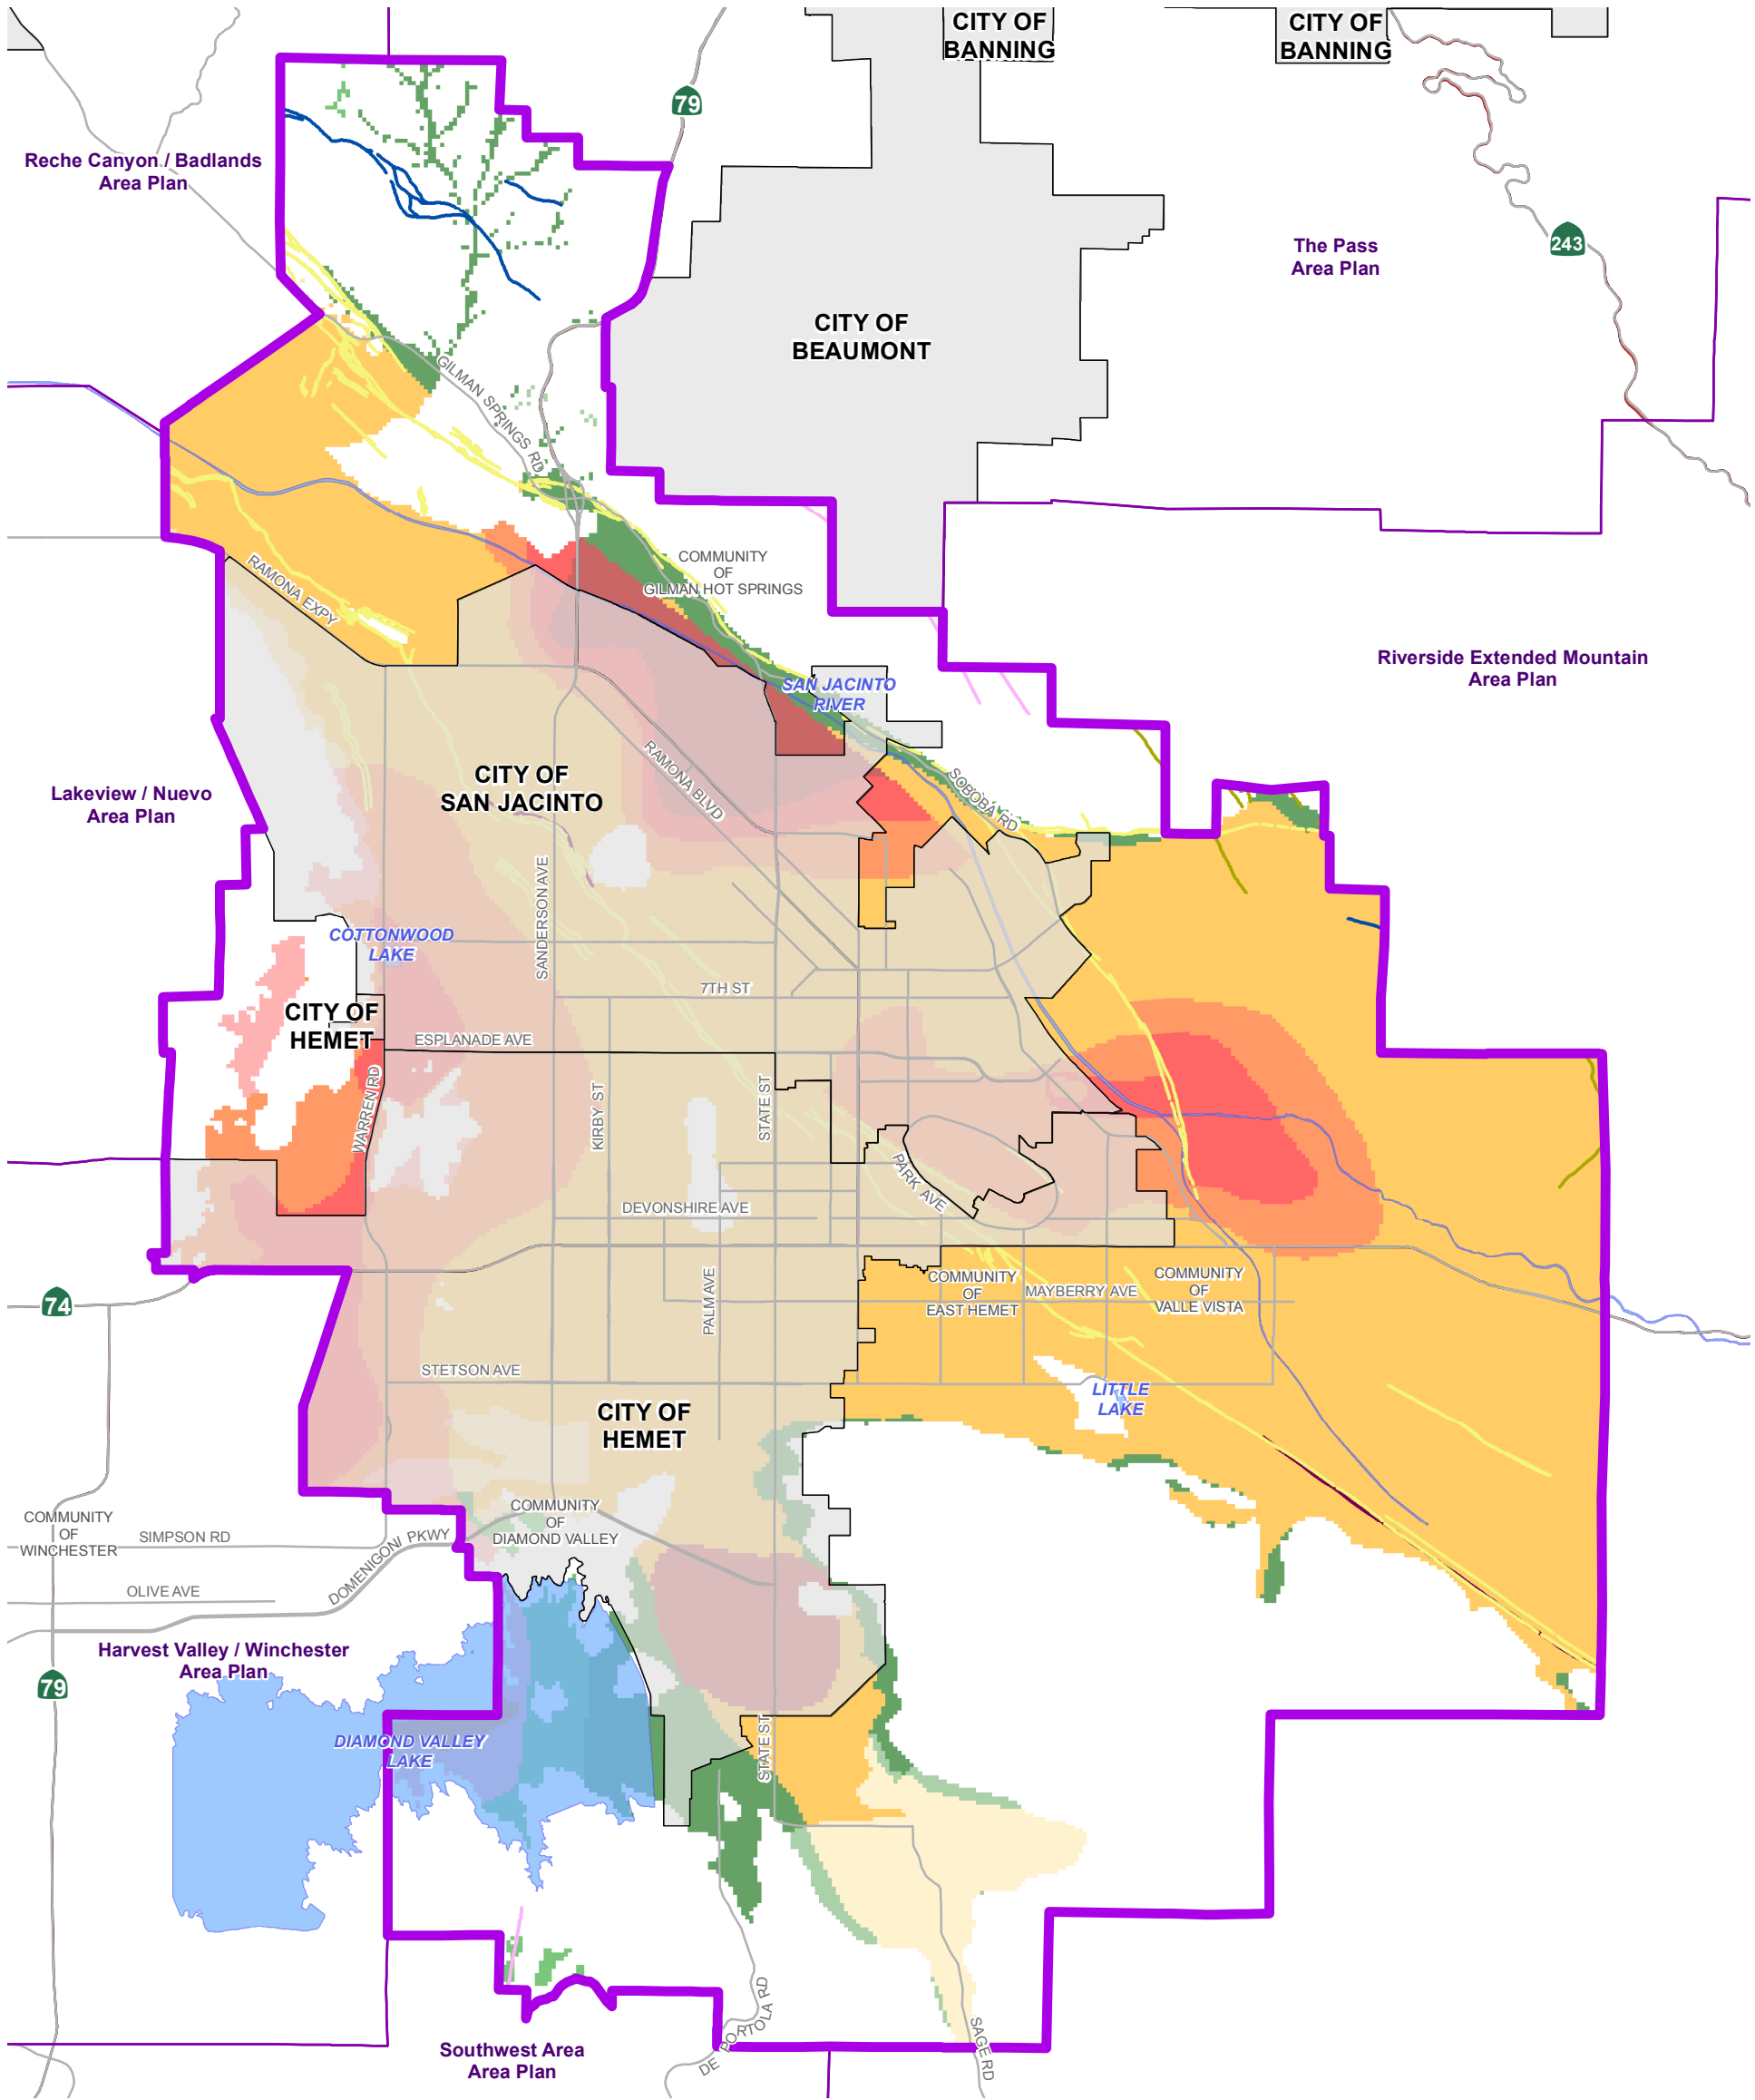 CITY OF
BANNING
CITY OF
BANNING
79
Reche Canyon / Badlands
Area Plan
243
The Pass
Area Plan
CITY OF
BEAUMONT
GILMAN SPRINGS RD
COMMUNITY
OF
GILMAN HOT SPRINGS
RAMONA EXPY
Riverside Extended Mountain
Area Plan
SAN JACINTO
RIVER
RAMONA BLVD
CITY OF
SAN JACINTO
SOBOBA RD
Lakeview / Nuevo
Area Plan
SANDERSON AVE
COTTONWOOD
LAKE
7TH ST
CITY OF
HEMET
ESPLANADE AVE
WARREN RD
KIRBY ST
STATE ST
PARK AVE
DEVONSHIRE AVE
PALM AVE
COMMUNITY
OF
EAST HEMET
MAYBERRY AVE
COMMUNITY
OF
VALLE VISTA
74
STETSON AVE
LITTLE
LAKE
CITY OF
HEMET
COMMUNITY
OF
DIAMOND VALLEY
COMMUNITY
OF
WINCHESTER
SIMPSON RD
DOMENIGONI PKWY
OLIVE AVE
Harvest Valley / Winchester
Area Plan
79
DIAMOND VALLEY
LAKE
STATE ST
DE PORTOLA RD
SAGE RD
Southwest Area
Area Plan